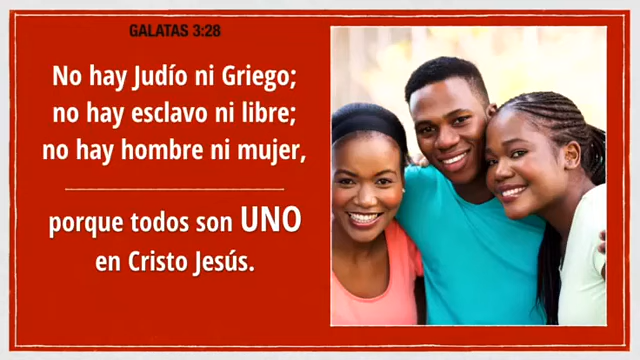 GALATAS 3:28
No hay Judío ni Griego;
no hay esclavo ni libre;
no hay hombre ni mujer,
porque todos son UNO
en Cristo Jesús.